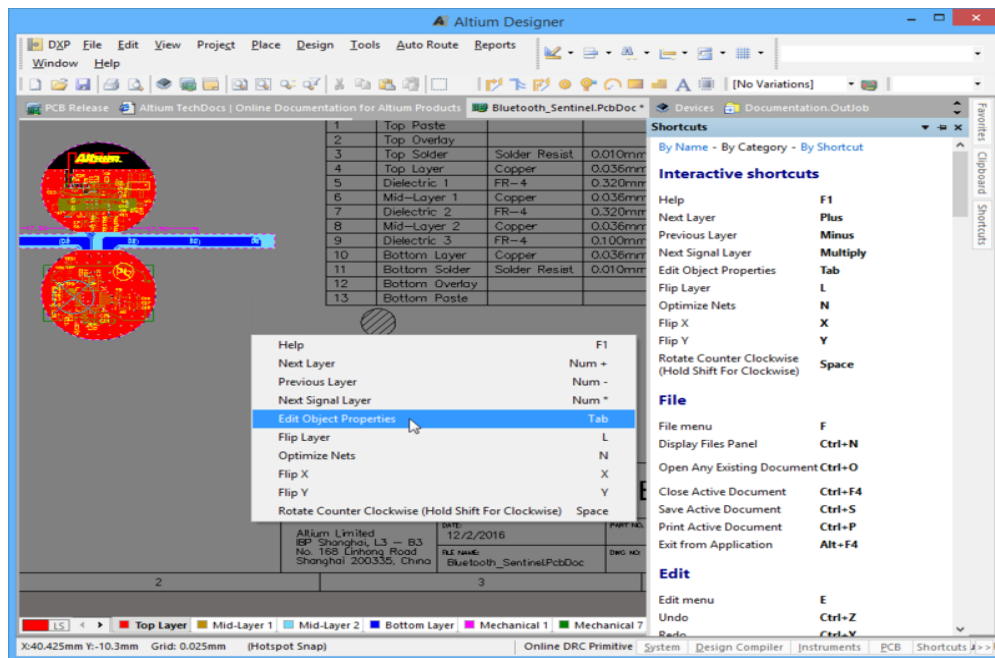 Altium Designer
DXP File Edit View Project Place Design Tools Auto Route Reports
Window Help
[No Variations]
PCB Release Altium TechDocs | Online Documentation for Altium Products Bluetooth_Sentinel.PcbDoc * Devices Documentation.OutJob
1 Top Paste
2 Top Overlay
3 Top Solder Solder Resist 0.010mm
4 Top Layer Copper 0.036mm
5 Dielectric 1 FR-4 0.320mm
6 Mid-Layer 1 Copper 0.036mm
7 Dielectric 2 FR-4 0.320mm
8 Mid-Layer 2 Copper 0.036mm
9 Dielectric 3 FR-4 0.100mm
10 Bottom Layer Copper 0.036mm
11 Bottom Solder Solder Resist 0.010mm
12 Bottom Overlay
13 Bottom Paste
Altium
Help F1
Next Layer Num +
Previous Layer Num -
Next Signal Layer Num *
Edit Object Properties Tab
Flip Layer L
Optimize Nets N
Flip X X
Flip Y Y
Rotate Counter Clockwise (Hold Shift For Clockwise) Space
Altium Limited
IBP Shanghai, L3 - B3
No. 168 Linhong Road
Shanghai 200335, China
DATE:
12/2/2016
FILE NAME:
Bluetooth_Sentinel.PcbDoc
PART NO.
DWG NO:
2 3
Shortcuts
By Name - By Category - By Shortcut
Interactive shortcuts
Help F1
Next Layer Plus
Previous Layer Minus
Next Signal Layer Multiply
Edit Object Properties Tab
Flip Layer L
Optimize Nets N
Flip X X
Flip Y Y
Rotate Counter Clockwise
(Hold Shift For Clockwise) Space
File
File menu F
Display Files Panel Ctrl+N
Open Any Existing Document Ctrl+O
Close Active Document Ctrl+F4
Save Active Document Ctrl+S
Print Active Document Ctrl+P
Exit from Application Alt+F4
Edit
Edit menu E
Undo Ctrl+Z
Redo Ctrl+Y
Favorites
Clipboard
Shortcuts
LS Top Layer Mid-Layer 1 Mid-Layer 2 Bottom Layer Mechanical 1 Mechanical 7
X:40.425mm Y:-10.3mm Grid: 0.025mm (Hotspot Snap) Online DRC Primitive System Design Compiler Instruments PCB Shortcuts >>